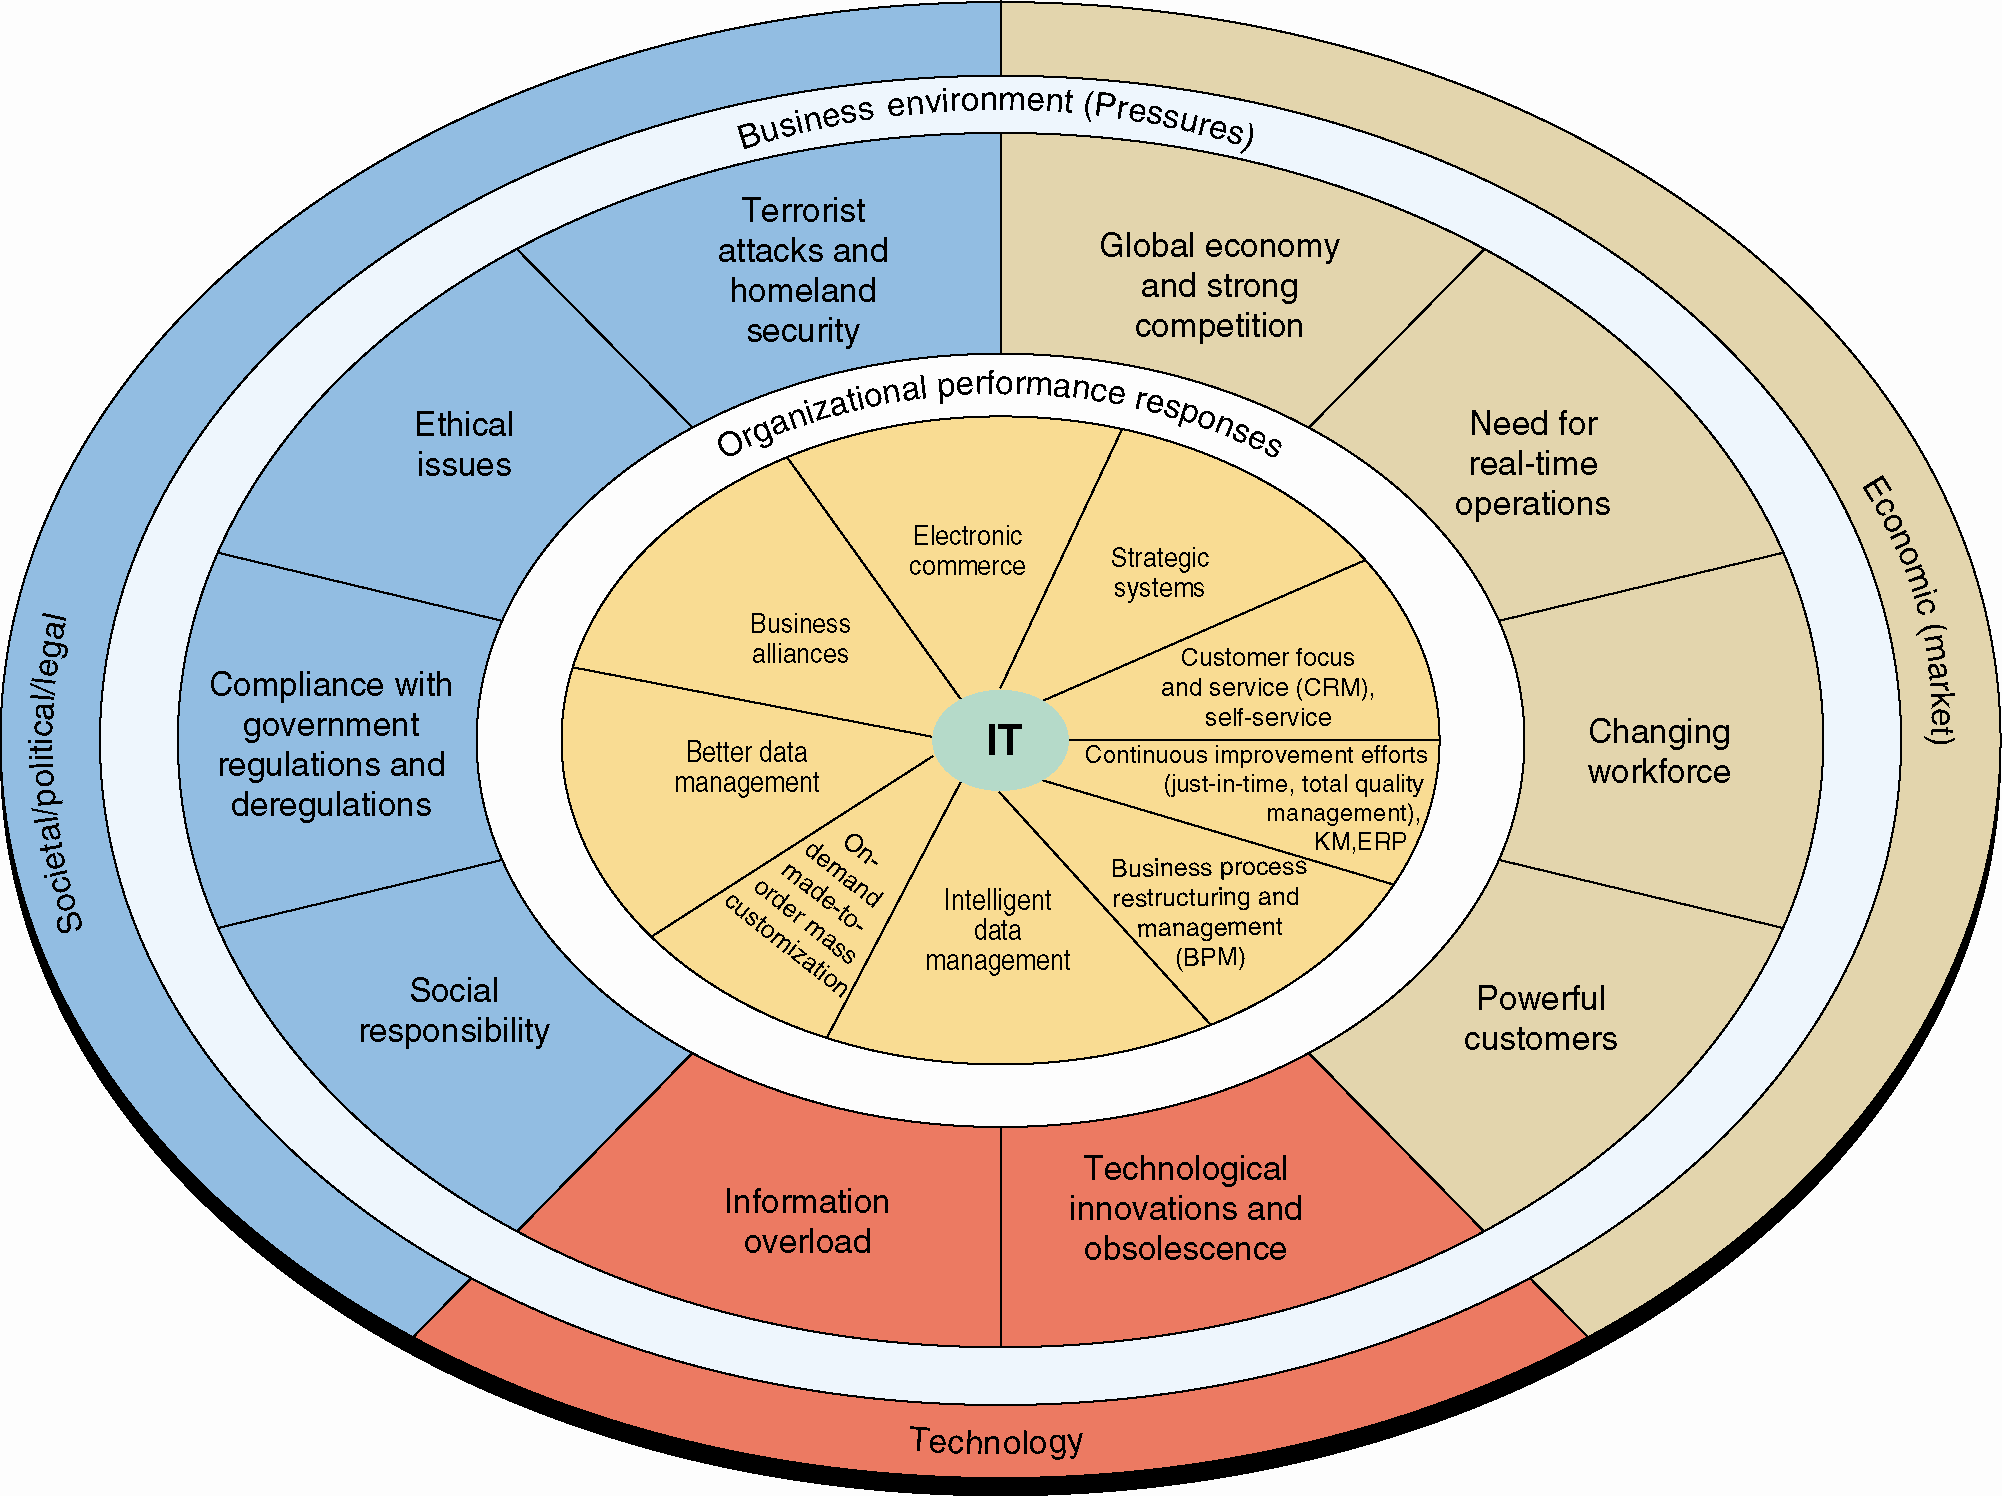 Business environment (Pressures)
Terrorist
attacks and
homeland
security
Global economy
and strong
competition
Need for
real-time
operations
Changing
workforce
Powerful
customers
Technological
innovations and
obsolescence
Information
overload
Social
responsibility
Compliance with
government
regulations and
deregulations
Ethical
issues
Societal/political/legal
Economic (market)
Technology
Organizational performance responses
Electronic
commerce
Strategic
systems
Customer focus
and service (CRM),
self-service
Continuous improvement efforts
(just-in-time, total quality
management),
KM,ERP
Business process
restructuring and
management
(BPM)
Intelligent
data
management
On-
demand
made-to-
order mass
customization
Better data
management
Business
alliances
IT